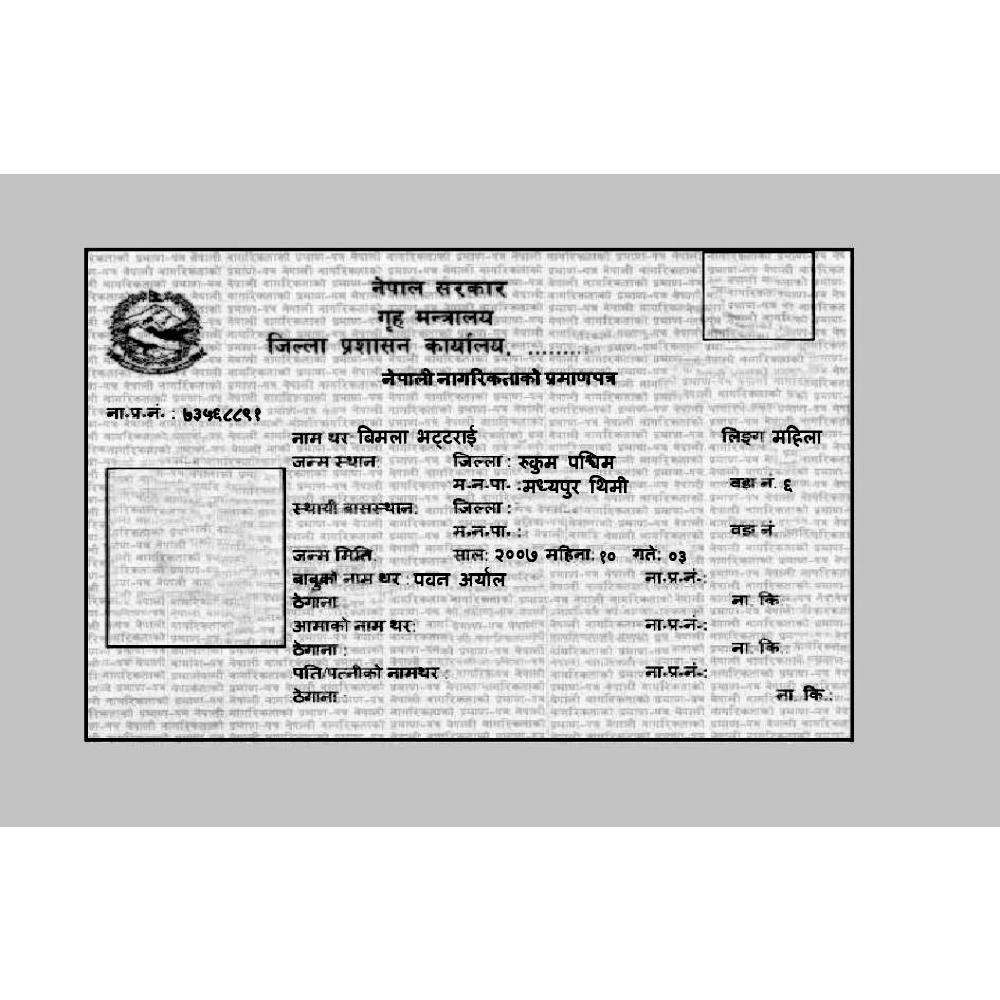 नेपाल सरकार
गृह मन्त्रालय
जिल्ला प्रशासन कार्यालय, .........
नेपाली नागरिकताको प्रमाणपत्र
ना.प्र.नं. : ७३५६८८९१
नाम थर बिमला भट्टराई लिङ्ग महिला
जन्म स्थान: जिल्ला : रुकुम पश्चिम
म.न.पा. : मध्यपुर थिमी वडा नं. ६
स्थायी बासस्थान: जिल्ला :
म.न.पा. : वडा नं.
जन्म मिति: साल: २००७ महिना: १० गते: ०३
बाबुको नाम थर : पवन अर्याल ना.प्र.नं.:
ठेगाना ना. कि.
आमाको नाम थर: ना.प्र.नं.:
ठेगाना : ना. कि.:
पति/पत्नीको नामथर : ना.प्र.नं.:
ठेगाना : ना. कि.: